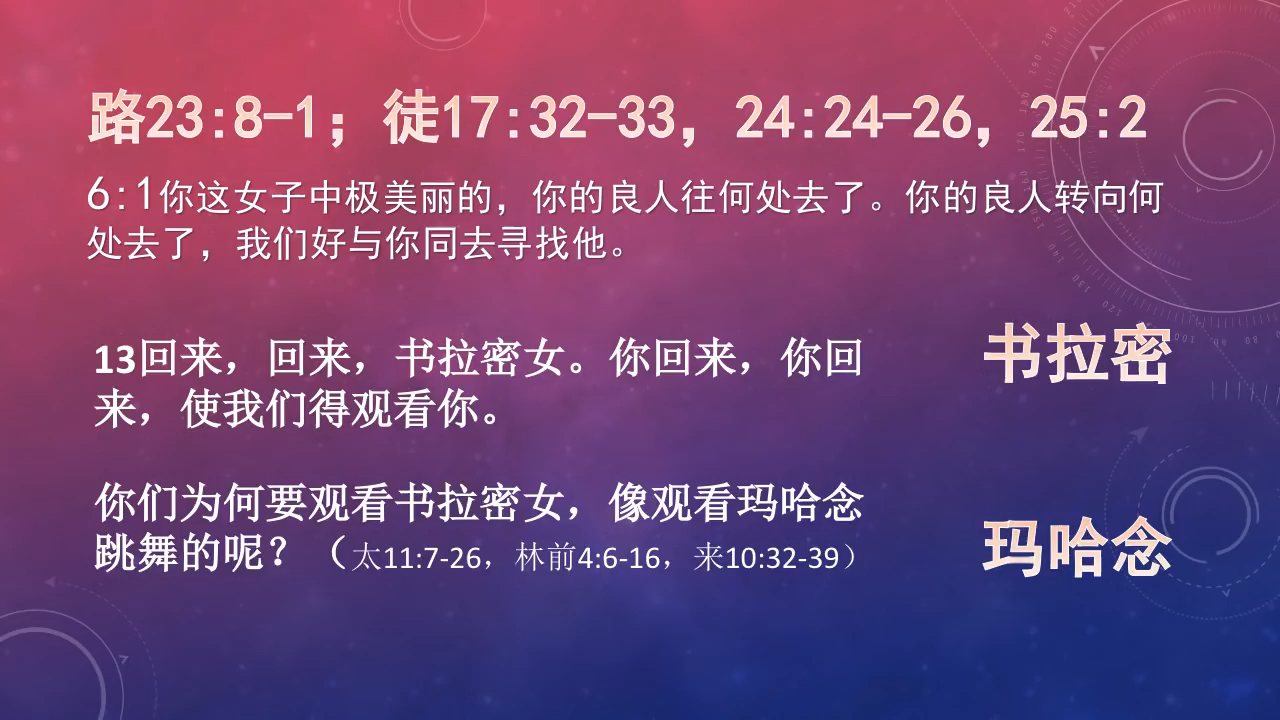 路23:8-1；徒17:32-33，24:24-26，25:2
6:1你这女子中极美丽的，你的良人往何处去了。你的良人转向何
处去了，我们好与你同去寻找他。
13回来，回来，书拉密女。你回来，你回
来，使我们得观看你。
书拉密
你们为何要观看书拉密女，像观看玛哈念
跳舞的呢？（太11:7-26，林前4:6-16，来10:32-39）
玛哈念